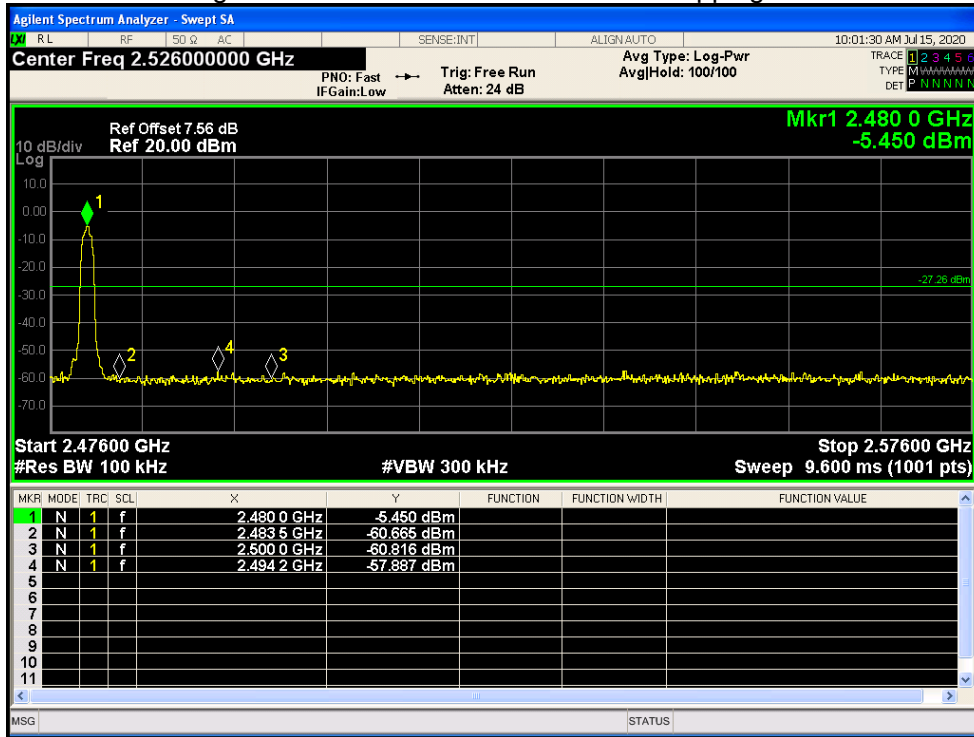 Agilent Spectrum Analyzer - Swept SA
LXI RL RF 50 Ω AC SENSE:INT ALIGN AUTO 10:01:30 AM Jul 15, 2020
Center Freq 2.526000000 GHz
PNO: Fast Trig: Free Run Avg Type: Log-Pwr TRACE 1 2 3 4 5 6
IFGain:Low Atten: 24 dB Avg|Hold: 100/100 TYPE M
DET P N N N N N
Mkr1 2.480 0 GHz
-5.450 dBm
Ref Offset 7.56 dB
10 dB/div Ref 20.00 dBm
Log
10.0
1
0.00
-10.0
-20.0
-27.26 dBm
-30.0
-40.0
-50.0
2 4 3
-60.0
-70.0
Start 2.47600 GHz Stop 2.57600 GHz
#Res BW 100 kHz #VBW 300 kHz Sweep 9.600 ms (1001 pts)
MKR MODE TRC SCL X Y FUNCTION FUNCTION WIDTH FUNCTION VALUE
1 N 1 f 2.480 0 GHz -5.450 dBm
2 N 1 f 2.483 5 GHz -60.665 dBm
3 N 1 f 2.500 0 GHz -60.816 dBm
4 N 1 f 2.494 2 GHz -57.887 dBm
5
6
7
8
9
10
11
MSG STATUS